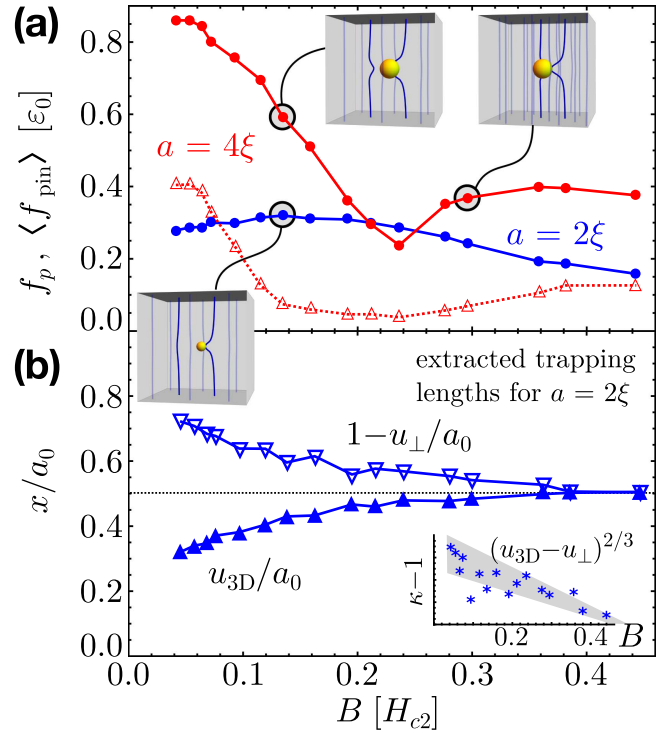 (a)
0.8
0.6
0.4
0.2
0.0
f_p , ⟨f_pin⟩ [ε_0]
a = 4ξ
a = 2ξ
(b)
extracted trapping
lengths for a = 2ξ
0.8
0.6
0.4
0.2
0.0
x/a_0
1−u_⊥/a_0
u_3D/a_0
(u_3D−u_⊥)^2/3
κ−1
0.2
0.4
B
0.0
0.1
0.2
0.3
0.4
B [H_c2]